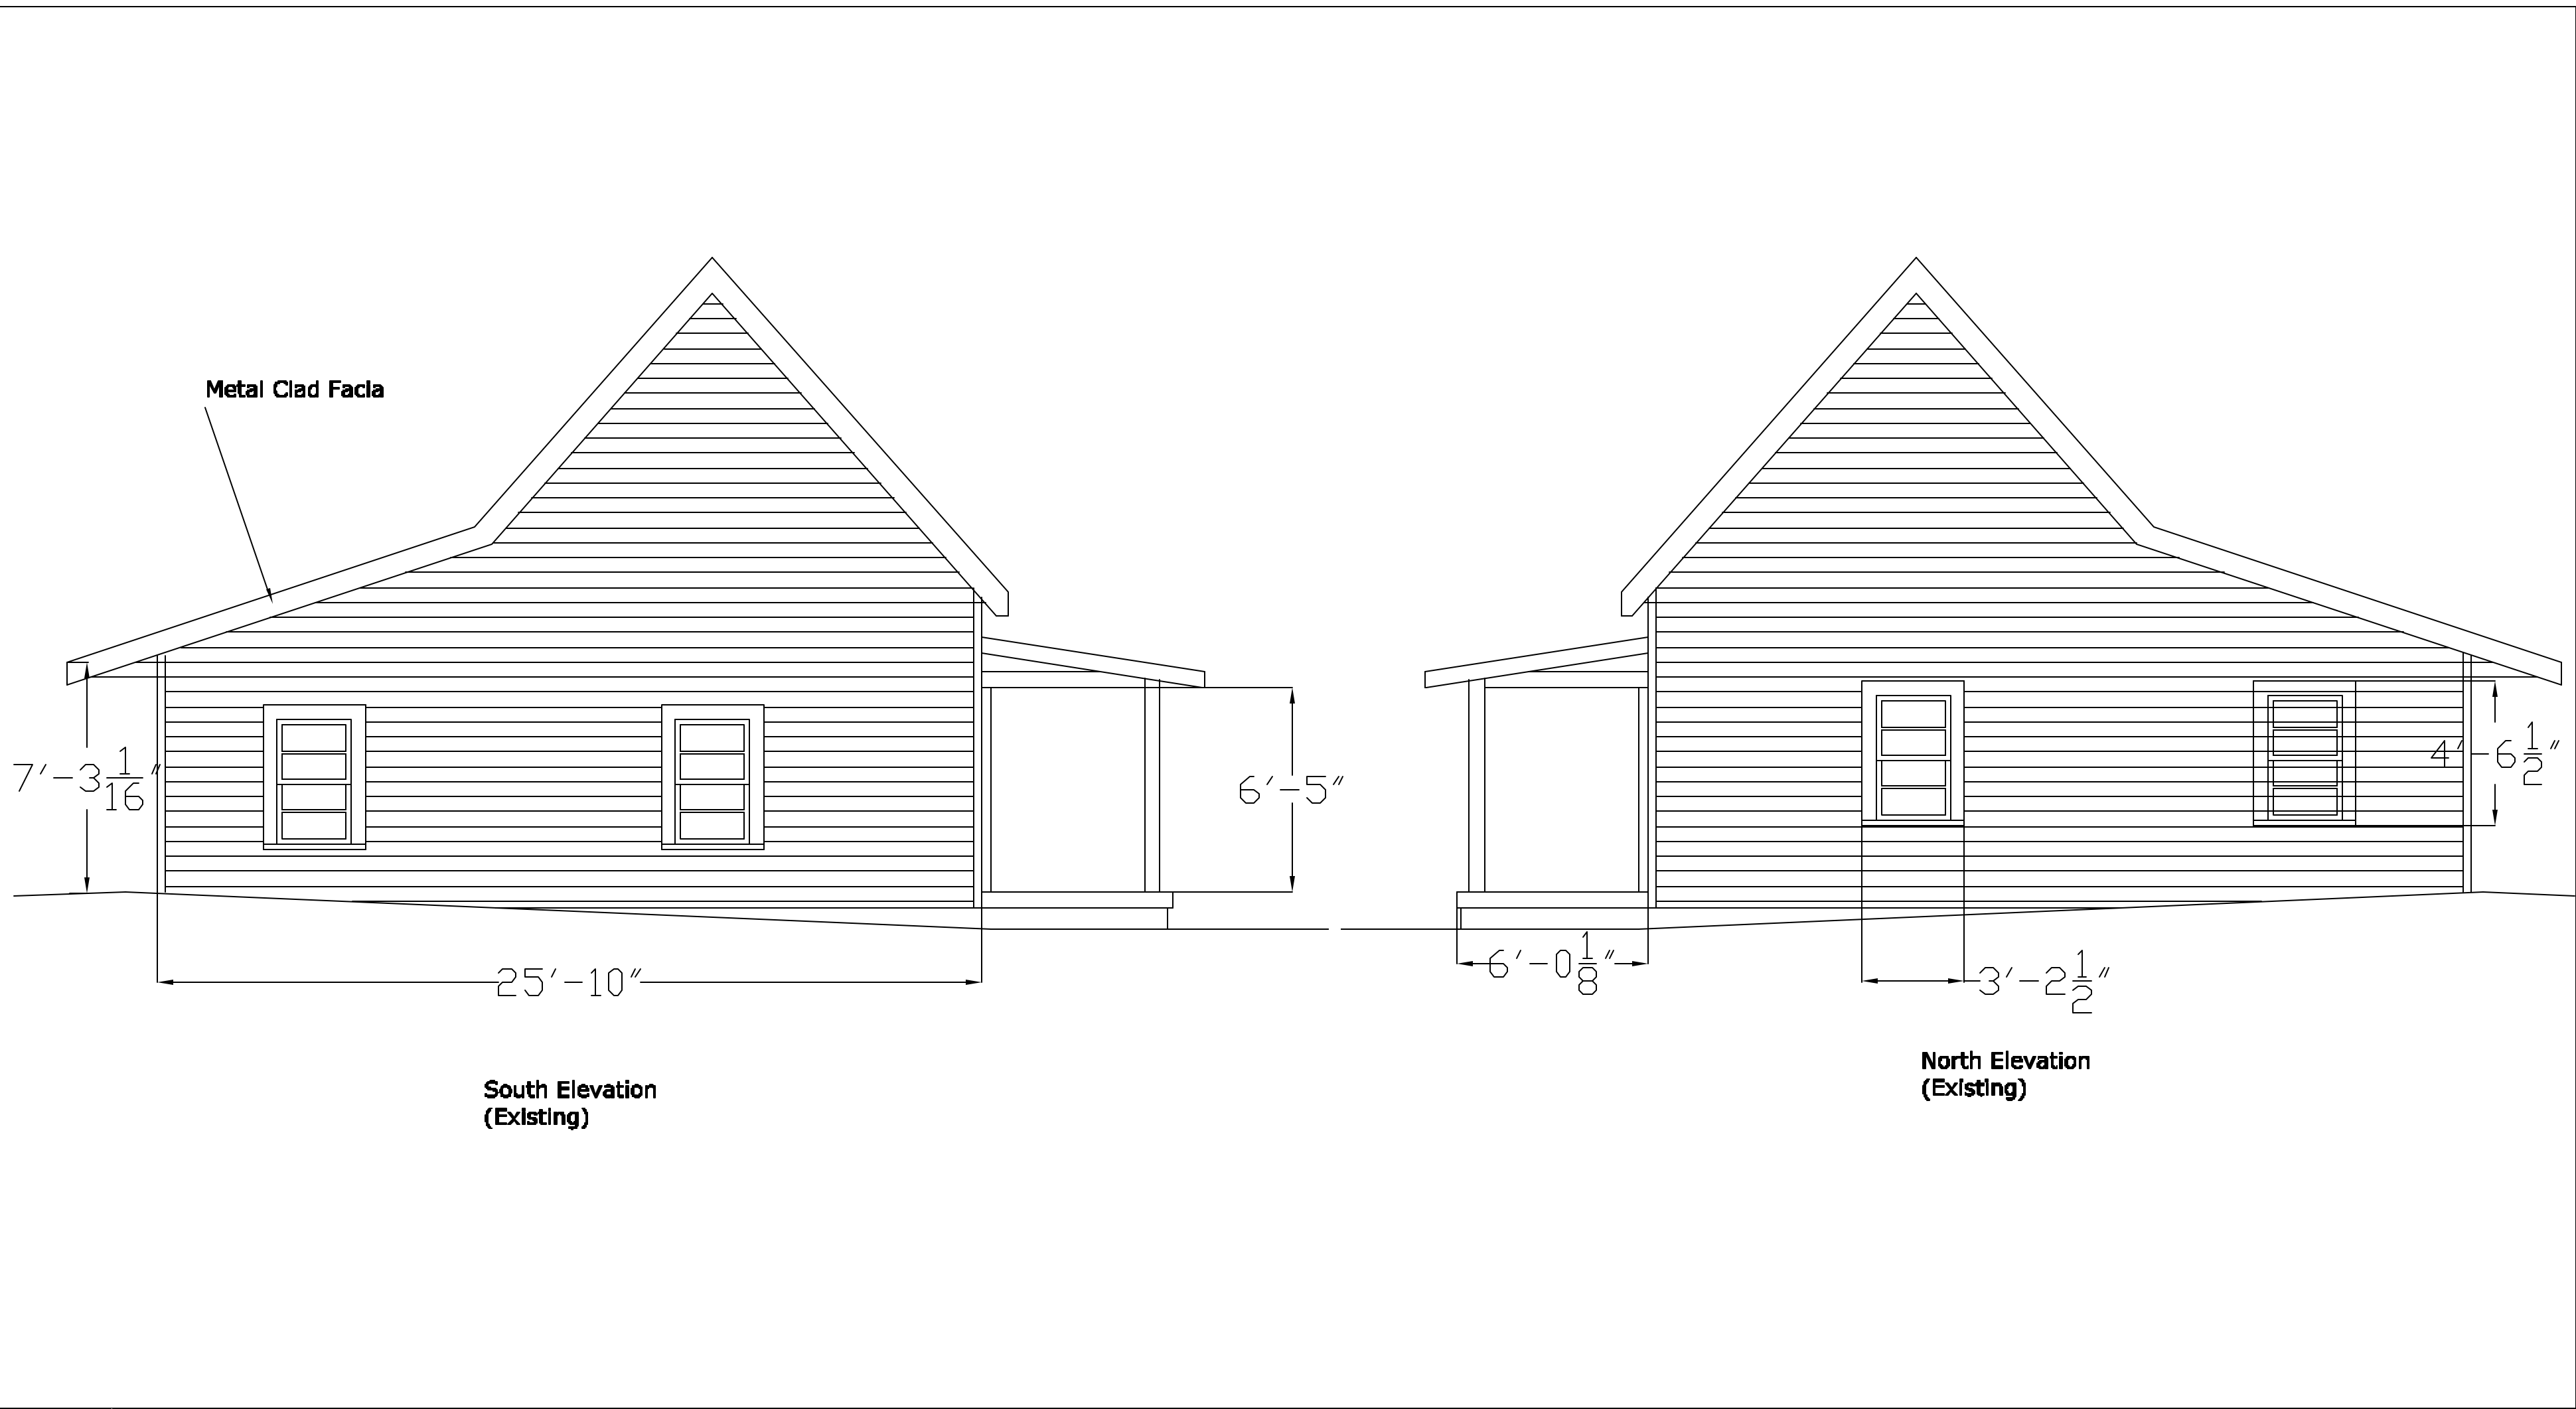 Metal Clad Facia
7'-3 1/16"
6'-5"
4'-6 1/2"
25'-10"
6'-0 1/8"
3'-2 1/2"
South Elevation
(Existing)
North Elevation
(Existing)